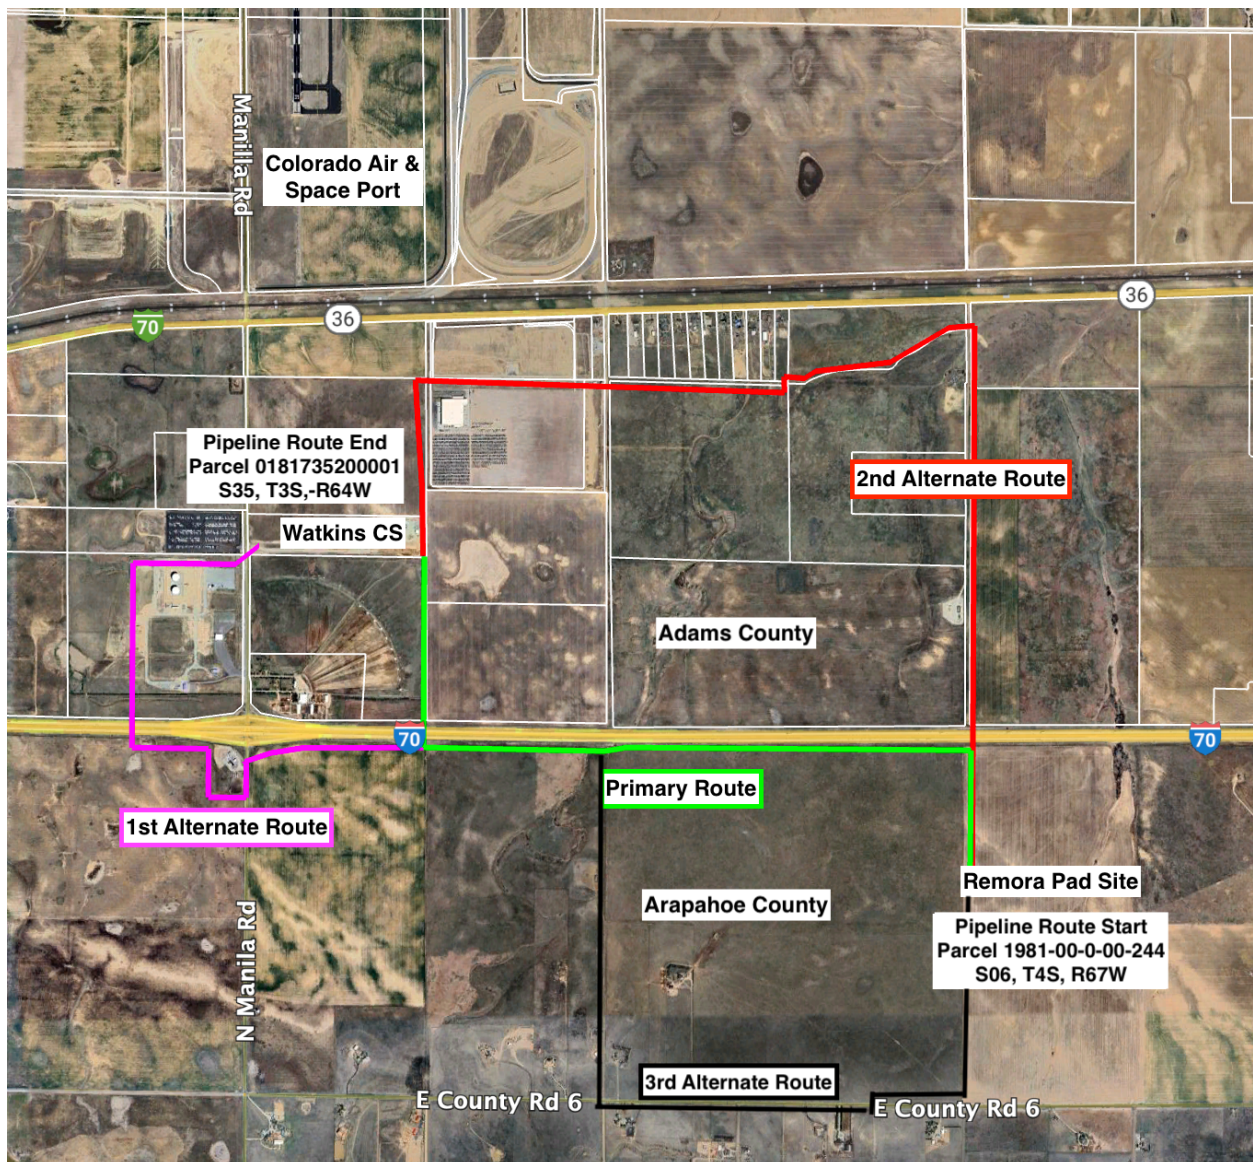 Manilla Rd
Colorado Air &
Space Port
70
36
36
Pipeline Route End
Parcel 0181735200001
S35, T3S,-R64W
2nd Alternate Route
Watkins CS
Adams County
70
70
Primary Route
1st Alternate Route
Remora Pad Site
Arapahoe County
Pipeline Route Start
Parcel 1981-00-0-00-244
S06, T4S, R67W
N Manila Rd
3rd Alternate Route
E County Rd 6
E County Rd 6